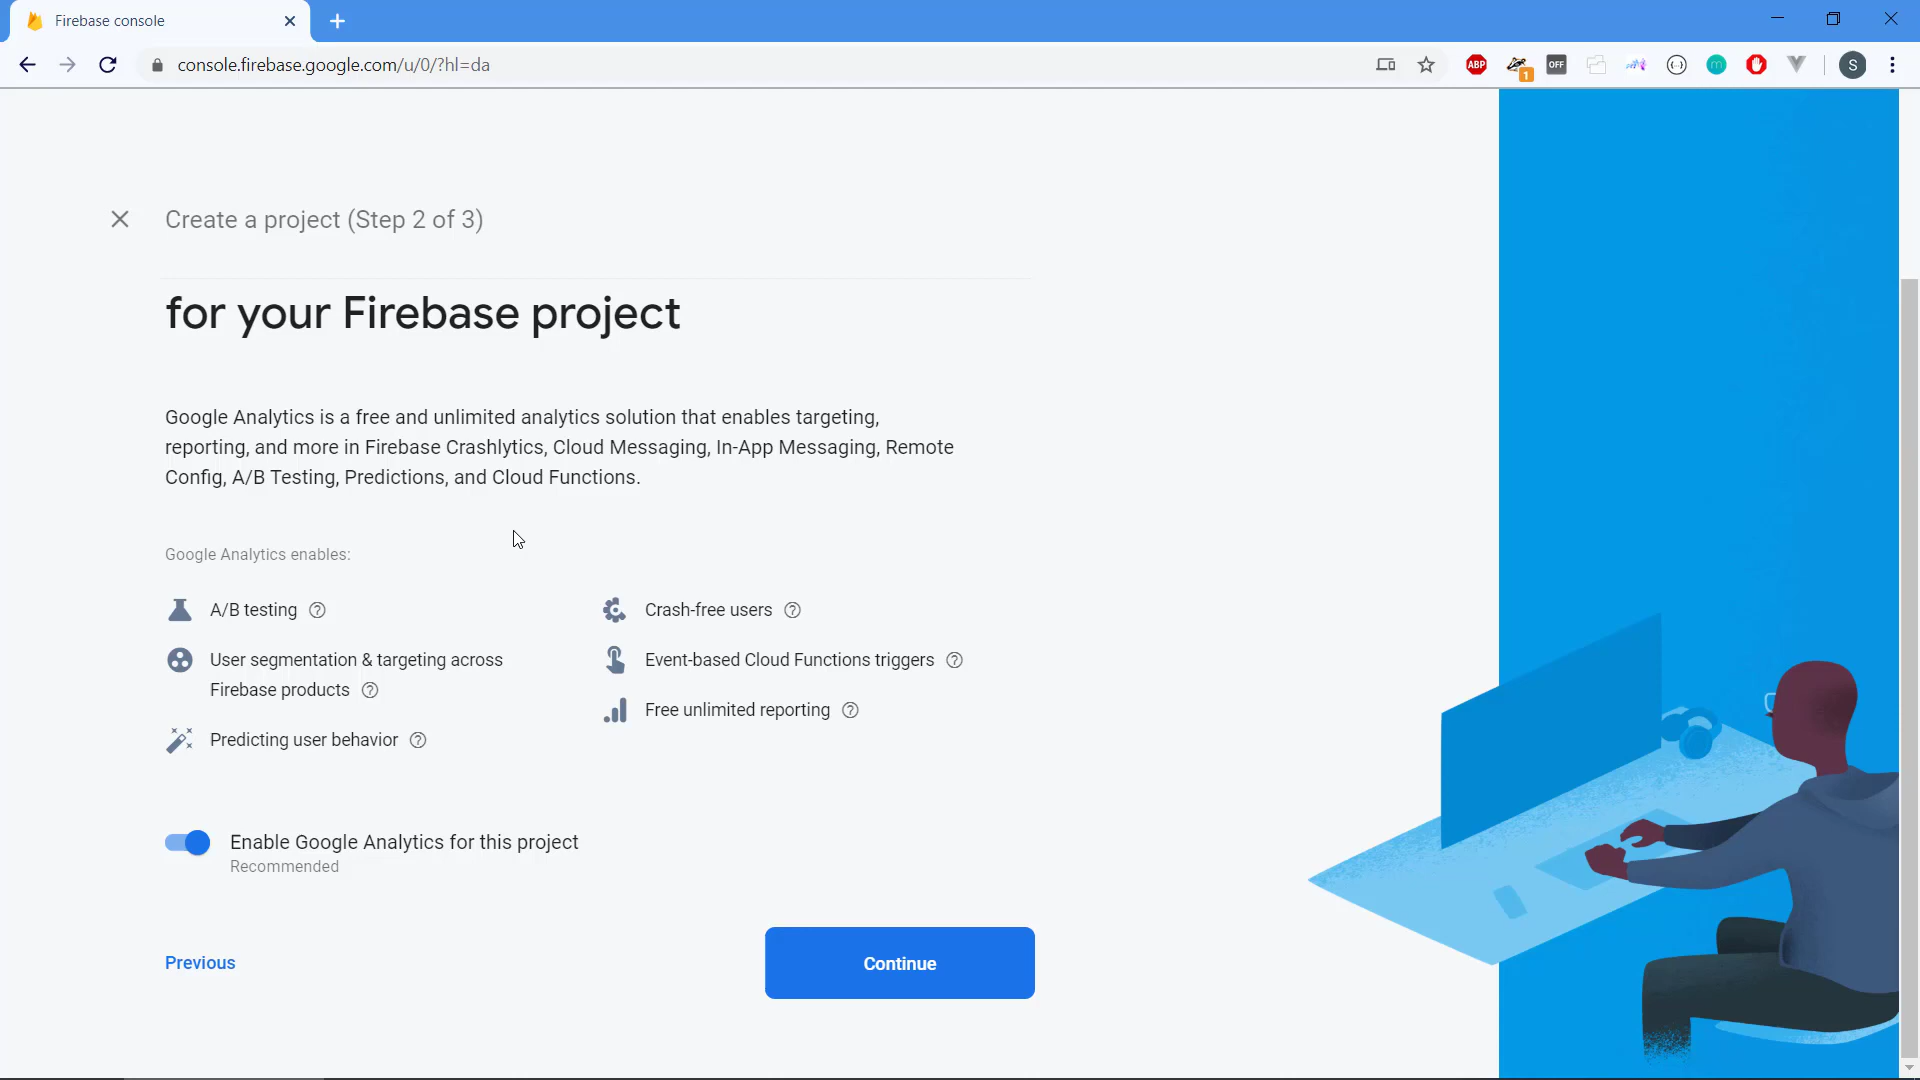 Firebase console
console.firebase.google.com/u/0/?hl=da
ABP
1
OFF
m
S
Create a project (Step 2 of 3)
for your Firebase project
Google Analytics is a free and unlimited analytics solution that enables targeting,
reporting, and more in Firebase Crashlytics, Cloud Messaging, In-App Messaging, Remote
Config, A/B Testing, Predictions, and Cloud Functions.
Google Analytics enables:
A/B testing
Crash-free users
User segmentation & targeting across
Firebase products
Event-based Cloud Functions triggers
Free unlimited reporting
Predicting user behavior
Enable Google Analytics for this project
Recommended
Previous
Continue